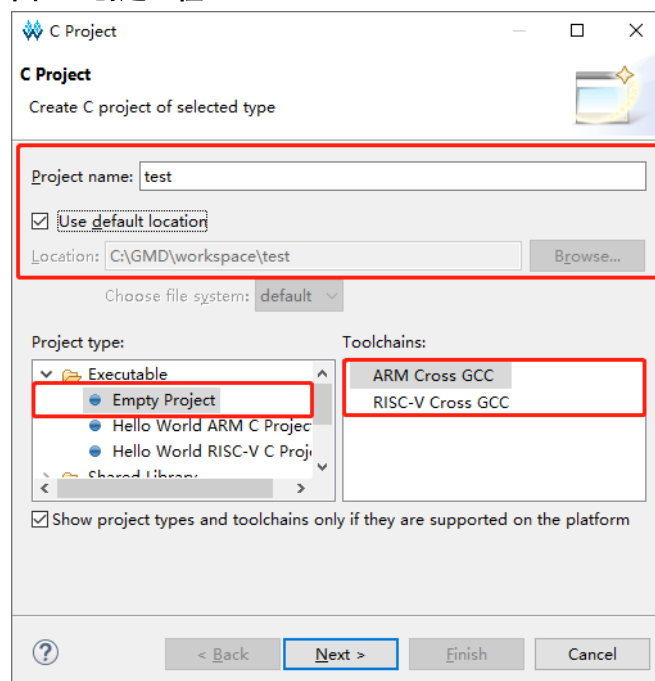 C Project
C Project
Create C project of selected type
Project name: test
Use default location
Location: C:\GMD\workspace\test Browse...
Choose file system: default
Project type: Toolchains:
Executable ARM Cross GCC
Empty Project RISC-V Cross GCC
Hello World ARM C Projec
Hello World RISC-V C Proj
Shared Library
Show project types and toolchains only if they are supported on the platform
? < Back Next > Finish Cancel